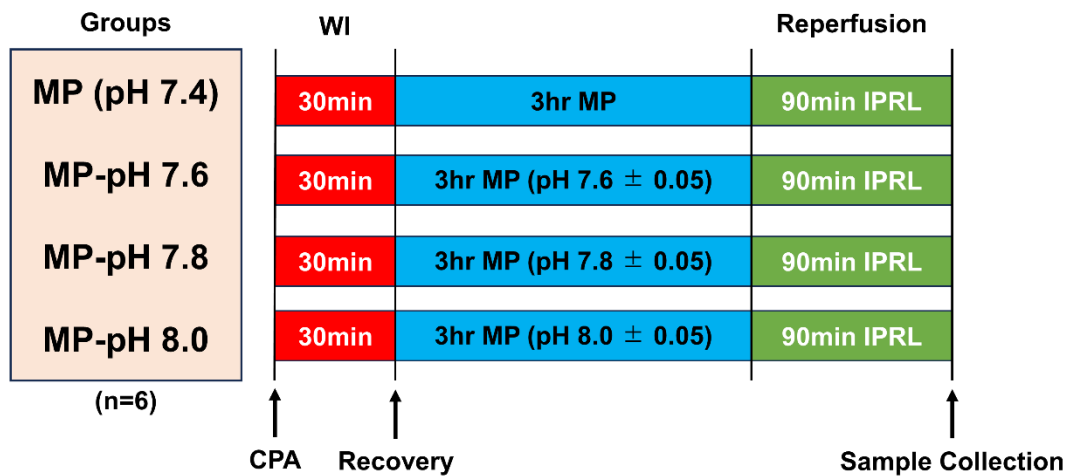 Groups
WI
Reperfusion
MP (pH 7.4)
30min
3hr MP
90min IPRL
MP-pH 7.6
30min
3hr MP (pH 7.6 ± 0.05)
90min IPRL
MP-pH 7.8
30min
3hr MP (pH 7.8 ± 0.05)
90min IPRL
MP-pH 8.0
30min
3hr MP (pH 8.0 ± 0.05)
90min IPRL
(n=6)
CPA
Recovery
Sample Collection